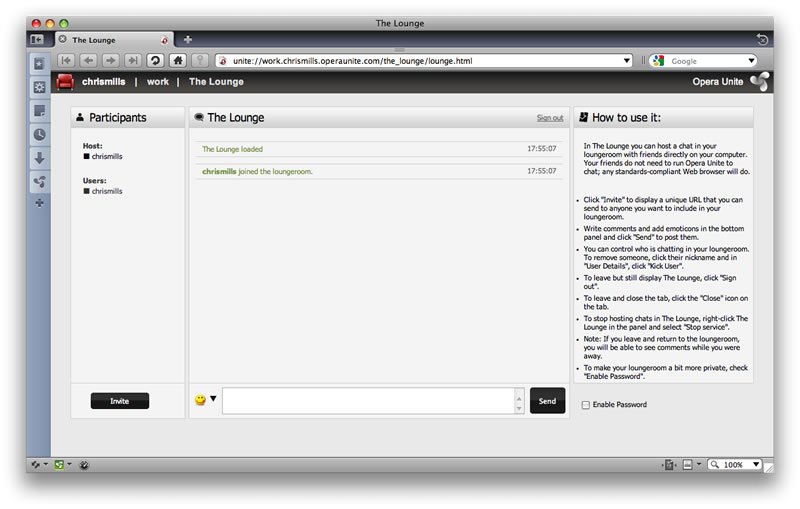 The Lounge
The Lounge
unite://work.chrismills.operaunite.com/the_lounge/lounge.html
Google
chrismills | work | The Lounge
Opera Unite
Participants
Host:
chrismills
Users:
chrismills
Invite
The Lounge
Sign out
The Lounge loaded 17:55:07
chrismills joined the loungeroom. 17:55:07
Send
How to use it:
In The Lounge you can host a chat in your
loungeroom with friends directly on your computer.
Your friends do not need to run Opera Unite to
chat; any standards-compliant Web browser will do.
• Click "Invite" to display a unique URL that you can
send to anyone you want to include in your
loungeroom.
• Write comments and add emoticons in the bottom
panel and click "Send" to post them.
• You can control who is chatting in your loungeroom.
To remove someone, click their nickname and in
"User Details", click "Kick User".
• To leave but still display The Lounge, click "Sign
out".
• To leave and close the tab, click the "Close" icon on
the tab.
• To stop hosting chats in The Lounge, right-click The
Lounge in the panel and select "Stop service".
• Note: If you leave and return to the loungeroom,
you will be able to see comments while you were
away.
• To make your loungeroom a bit more private, check
"Enable Password".
Enable Password
100%